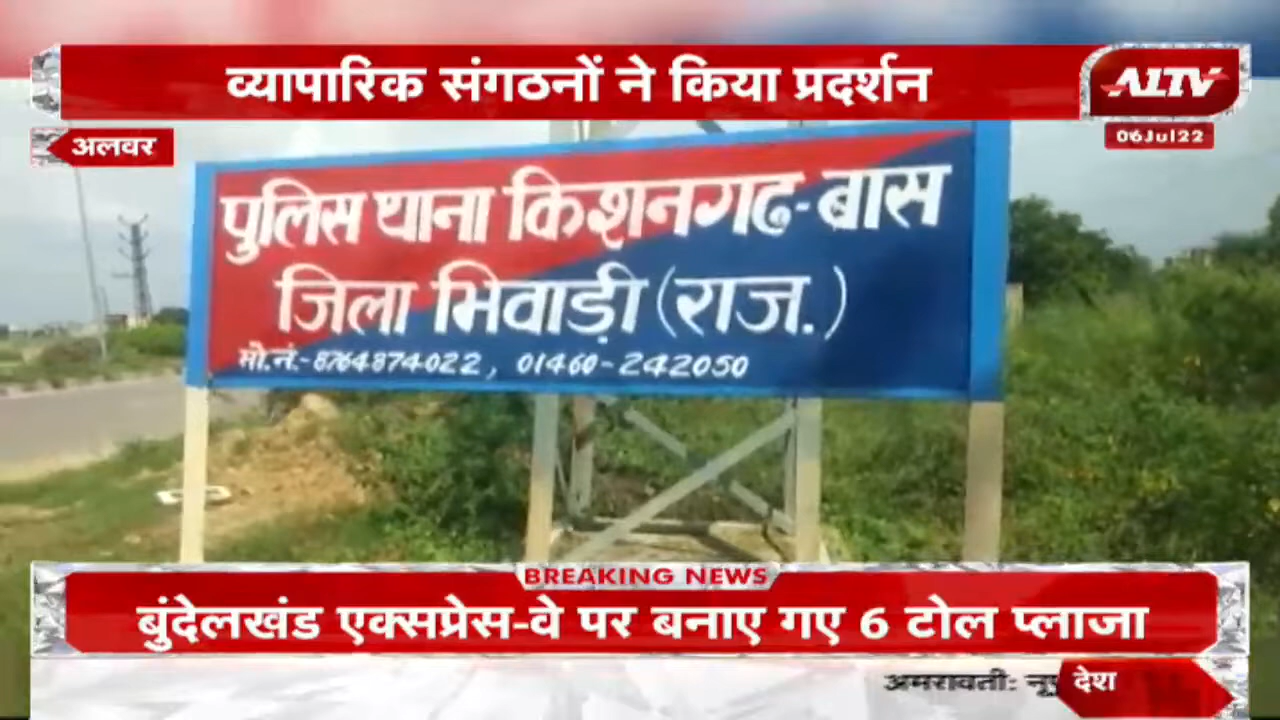 व्यापारिक संगठनों ने किया प्रदर्शन
A1TV
06Jul22
अलवर
पुलिस थाना किशनगढ-बास
जिला भिवाड़ी (राज.)
मो.नं.-8764874022, 01460-242050
BREAKING NEWS
बुंदेलखंड एक्सप्रेस-वे पर बनाए गए 6 टोल प्लाजा
अमरावती:
देश